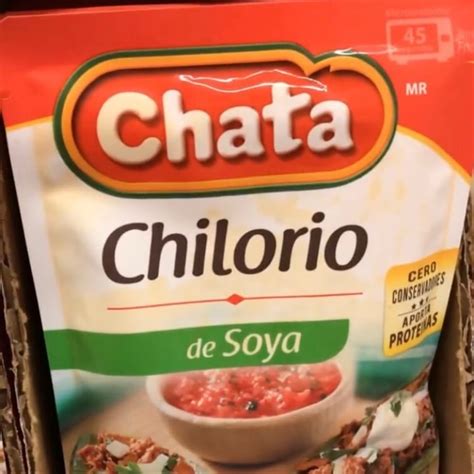 45
MR
Chata
Chilorio
de Soya
CERO
CONSERVADORES
APORTA
PROTEÍNAS